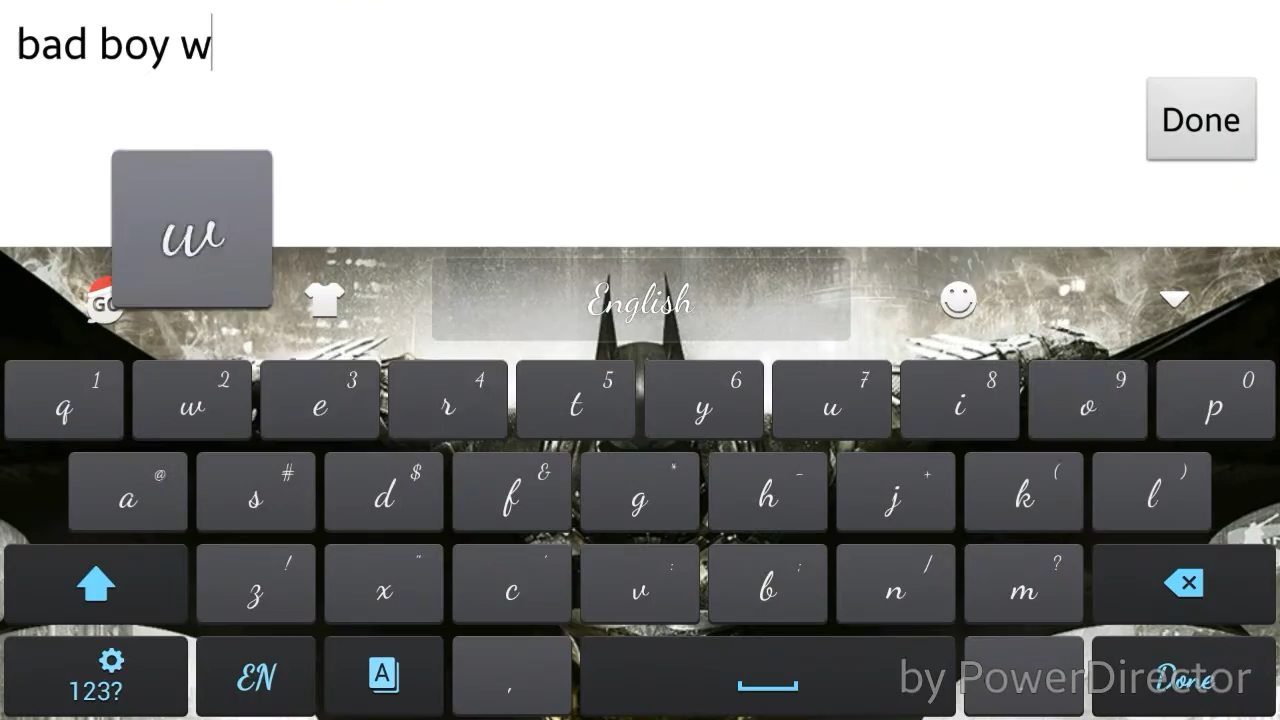 bad boy w
Done
w
GO
English
1 2 3 4 5 6 7 8 9 0
q w e r t y u i o p
@ # $ & * - + ( )
a s d f g h j k l
! " ' : ; / ?
z x c v b n m
123? EN A , Done
by PowerDirector